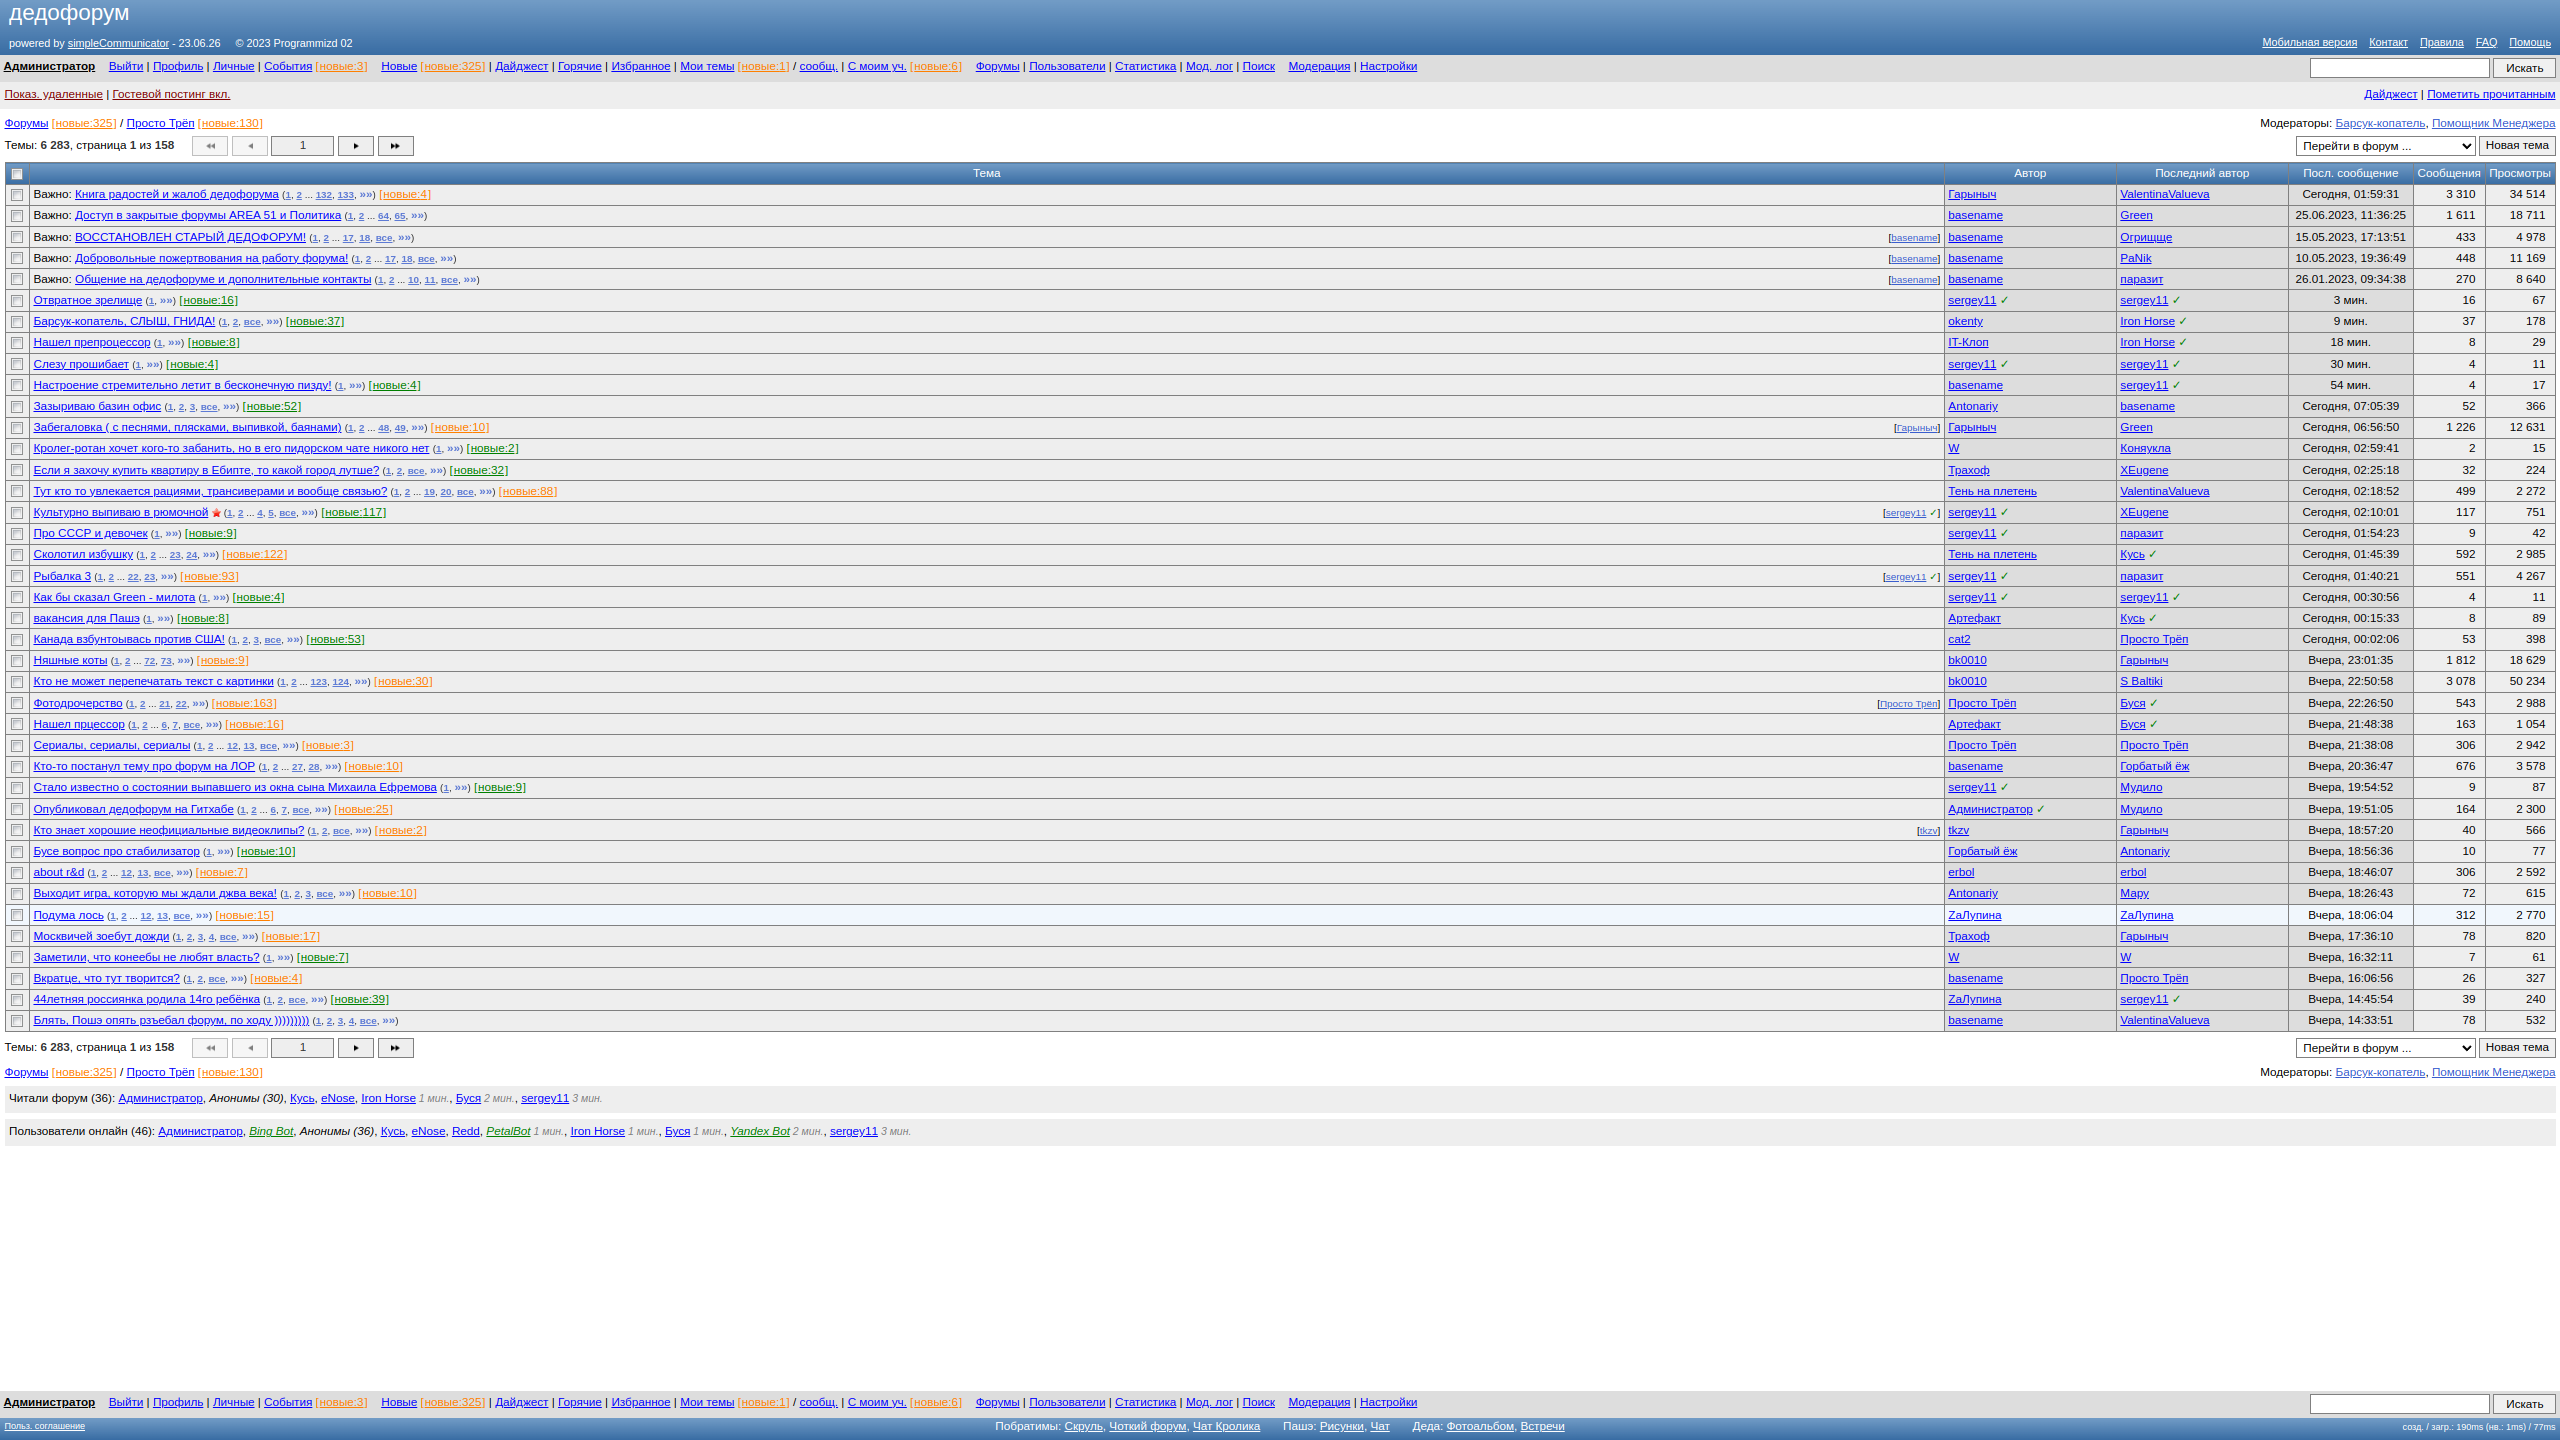 дедофорум
powered by simpleCommunicator - 23.06.26 © 2023 Programmizd 02 Мобильная версия Контакт Правила FAQ Помощь
Администратор Выйти | Профиль | Личные | События [новые:3] Новые [новые:325] | Дайджест | Горячие | Избранное | Мои темы [новые:1] / сообщ. | С моим уч. [новые:6] Форумы | Пользователи | Статистика | Мод. лог | Поиск Модерация | Настройки Искать
Показ. удаленные | Гостевой постинг вкл. Дайджест | Пометить прочитанным
Форумы [новые:325] / Просто Трёп [новые:130] Модераторы: Барсук-копатель, Помощник Менеджера
Темы: 6 283, страница 1 из 158 1 Перейти в форум ... Новая тема
Тема Автор Последний автор Посл. сообщение Сообщения Просмотры
Важно: Книга радостей и жалоб дедофорума (1, 2 ... 132, 133, »») [новые:4] Гарыныч ValentinaValueva Сегодня, 01:59:31 3 310 34 514
Важно: Доступ в закрытые форумы AREA 51 и Политика (1, 2 ... 64, 65, »») basename Green 25.06.2023, 11:36:25 1 611 18 711
Важно: ВОССТАНОВЛЕН СТАРЫЙ ДЕДОФОРУМ! (1, 2 ... 17, 18, все, »») [basename] basename Огрищще 15.05.2023, 17:13:51 433 4 978
Важно: Добровольные пожертвования на работу форума! (1, 2 ... 17, 18, все, »») [basename] basename PaNik 10.05.2023, 19:36:49 448 11 169
Важно: Общение на дедофоруме и дополнительные контакты (1, 2 ... 10, 11, все, »») [basename] basename паразит 26.01.2023, 09:34:38 270 8 640
Отвратное зрелище (1, »») [новые:16] sergey11 ✓ sergey11 ✓ 3 мин. 16 67
Барсук-копатель, СЛЫШ, ГНИДА! (1, 2, все, »») [новые:37] okenty Iron Horse ✓ 9 мин. 37 178
Нашел препроцессор (1, »») [новые:8] IT-Клоп Iron Horse ✓ 18 мин. 8 29
Слезу прошибает (1, »») [новые:4] sergey11 ✓ sergey11 ✓ 30 мин. 4 11
Настроение стремительно летит в бесконечную пизду! (1, »») [новые:4] basename sergey11 ✓ 54 мин. 4 17
Зазыриваю базин офис (1, 2, 3, все, »») [новые:52] Antonariy basename Сегодня, 07:05:39 52 366
Забегаловка ( с песнями, плясками, выпивкой, баянами) (1, 2 ... 48, 49, »») [новые:10] [Гарыныч] Гарыныч Green Сегодня, 06:56:50 1 226 12 631
Кролег-ротан хочет кого-то забанить, но в его пидорском чате никого нет (1, »») [новые:2] W Коняукла Сегодня, 02:59:41 2 15
Если я захочу купить квартиру в Ебипте, то какой город лутше? (1, 2, все, »») [новые:32] Трахоф XEugene Сегодня, 02:25:18 32 224
Тут кто то увлекается рациями, трансиверами и вообще связью? (1, 2 ... 19, 20, все, »») [новые:88] Тень на плетень ValentinaValueva Сегодня, 02:18:52 499 2 272
Культурно выпиваю в рюмочной (1, 2 ... 4, 5, все, »») [новые:117] [sergey11 ✓] sergey11 ✓ XEugene Сегодня, 02:10:01 117 751
Про СССР и девочек (1, »») [новые:9] sergey11 ✓ паразит Сегодня, 01:54:23 9 42
Сколотил избушку (1, 2 ... 23, 24, »») [новые:122] Тень на плетень Кусь ✓ Сегодня, 01:45:39 592 2 985
Рыбалка 3 (1, 2 ... 22, 23, »») [новые:93] [sergey11 ✓] sergey11 ✓ паразит Сегодня, 01:40:21 551 4 267
Как бы сказал Green - милота (1, »») [новые:4] sergey11 ✓ sergey11 ✓ Сегодня, 00:30:56 4 11
вакансия для Пашэ (1, »») [новые:8] Артефакт Кусь ✓ Сегодня, 00:15:33 8 89
Канада взбунтоывась против США! (1, 2, 3, все, »») [новые:53] cat2 Просто Трёп Сегодня, 00:02:06 53 398
Няшные коты (1, 2 ... 72, 73, »») [новые:9] bk0010 Гарыныч Вчера, 23:01:35 1 812 18 629
Кто не может перепечатать текст с картинки (1, 2 ... 123, 124, »») [новые:30] bk0010 S Baltiki Вчера, 22:50:58 3 078 50 234
Фотодрочерство (1, 2 ... 21, 22, »») [новые:163] [Просто Трёп] Просто Трёп Буся ✓ Вчера, 22:26:50 543 2 988
Нашел прцессор (1, 2 ... 6, 7, все, »») [новые:16] Артефакт Буся ✓ Вчера, 21:48:38 163 1 054
Сериалы, сериалы, сериалы (1, 2 ... 12, 13, все, »») [новые:3] Просто Трёп Просто Трёп Вчера, 21:38:08 306 2 942
Кто-то постанул тему про форум на ЛОР (1, 2 ... 27, 28, »») [новые:10] basename Горбатый ёж Вчера, 20:36:47 676 3 578
Стало известно о состоянии выпавшего из окна сына Михаила Ефремова (1, »») [новые:9] sergey11 ✓ Мудило Вчера, 19:54:52 9 87
Опубликовал дедофорум на Гитхабе (1, 2 ... 6, 7, все, »») [новые:25] Администратор ✓ Мудило Вчера, 19:51:05 164 2 300
Кто знает хорошие неофициальные видеоклипы? (1, 2, все, »») [новые:2] [tkzv] tkzv Гарыныч Вчера, 18:57:20 40 566
Бусе вопрос про стабилизатор (1, »») [новые:10] Горбатый ёж Antonariy Вчера, 18:56:36 10 77
about r&d (1, 2 ... 12, 13, все, »») [новые:7] erbol erbol Вчера, 18:46:07 306 2 592
Выходит игра, которую мы ждали джва века! (1, 2, 3, все, »») [новые:10] Antonariy Мару Вчера, 18:26:43 72 615
Подума лось (1, 2 ... 12, 13, все, »») [новые:15] ZaЛупина ZaЛупина Вчера, 18:06:04 312 2 770
Москвичей зоебут дожди (1, 2, 3, 4, все, »») [новые:17] Трахоф Гарыныч Вчера, 17:36:10 78 820
Заметили, что конеебы не любят власть? (1, »») [новые:7] W W Вчера, 16:32:11 7 61
Вкратце, что тут творится? (1, 2, все, »») [новые:4] basename Просто Трёп Вчера, 16:06:56 26 327
44летняя россиянка родила 14го ребёнка (1, 2, все, »») [новые:39] ZaЛупина sergey11 ✓ Вчера, 14:45:54 39 240
Блять, Пошэ опять рзъебал форум, по ходу ))))))))) (1, 2, 3, 4, все, »») basename ValentinaValueva Вчера, 14:33:51 78 532
Темы: 6 283, страница 1 из 158 1 Перейти в форум ... Новая тема
Форумы [новые:325] / Просто Трёп [новые:130] Модераторы: Барсук-копатель, Помощник Менеджера
Читали форум (36): Администратор, Анонимы (30), Кусь, eNose, Iron Horse 1 мин., Буся 2 мин., sergey11 3 мин.
Пользователи онлайн (46): Администратор, Bing Bot, Анонимы (36), Кусь, eNose, Redd, PetalBot 1 мин., Iron Horse 1 мин., Буся 1 мин., Yandex Bot 2 мин., sergey11 3 мин.
Администратор Выйти | Профиль | Личные | События [новые:3] Новые [новые:325] | Дайджест | Горячие | Избранное | Мои темы [новые:1] / сообщ. | С моим уч. [новые:6] Форумы | Пользователи | Статистика | Мод. лог | Поиск Модерация | Настройки Искать
Польз. соглашение Побратимы: Скруль, Чоткий форум, Чат Кролика Пашэ: Рисунки, Чат Деда: Фотоальбом, Встречи созд. / загр.: 190ms (нв.: 1ms) / 77ms